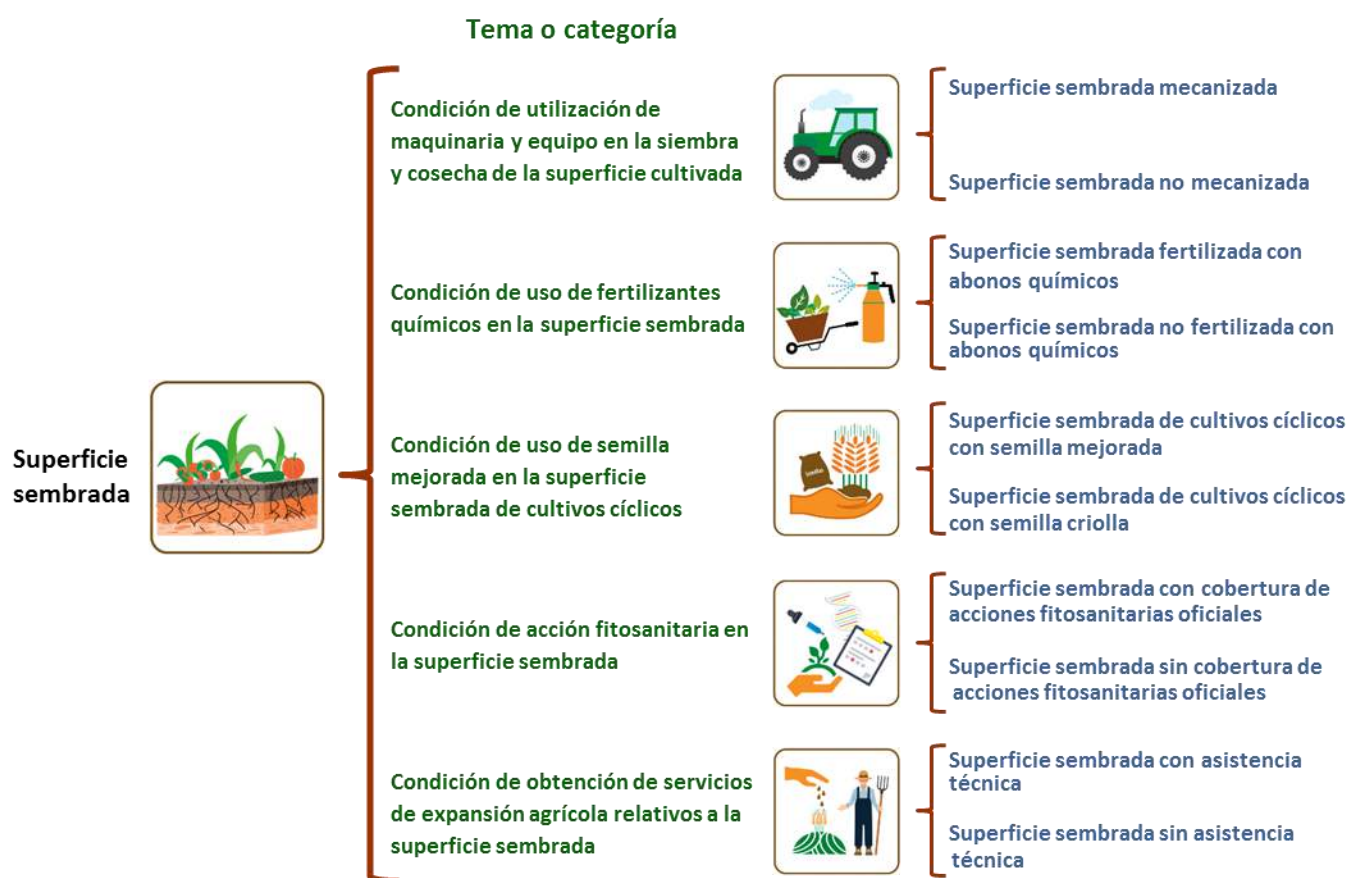 Tema o categoría
Superficie
sembrada
Condición de utilización de
maquinaria y equipo en la siembra
y cosecha de la superficie cultivada
Superficie sembrada mecanizada
Superficie sembrada no mecanizada
Condición de uso de fertilizantes
químicos en la superficie sembrada
Superficie sembrada fertilizada con
abonos químicos
Superficie sembrada no fertilizada con
abonos químicos
Condición de uso de semilla
mejorada en la superficie
sembrada de cultivos cíclicos
Superficie sembrada de cultivos cíclicos
con semilla mejorada
Superficie sembrada de cultivos cíclicos
con semilla criolla
Condición de acción fitosanitaria en
la superficie sembrada
Superficie sembrada con cobertura de
acciones fitosanitarias oficiales
Superficie sembrada sin cobertura de
acciones fitosanitarias oficiales
Condición de obtención de servicios
de expansión agrícola relativos a la
superficie sembrada
Superficie sembrada con asistencia
técnica
Superficie sembrada sin asistencia
técnica